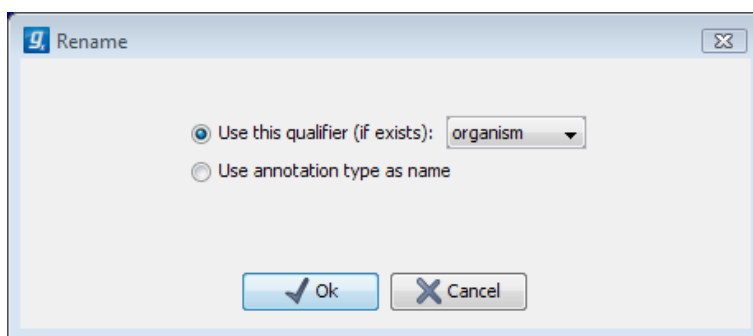 Rename
Use this qualifier (if exists): organism
Use annotation type as name
Ok Cancel